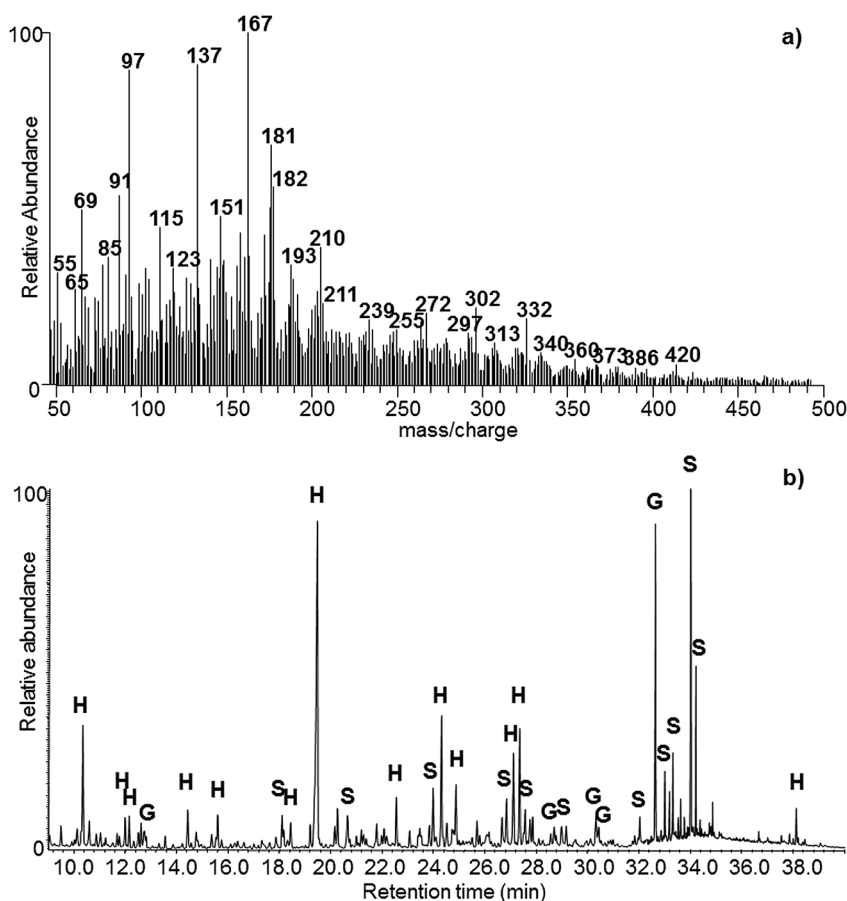 a)
100
167
137
97
181
182
91
69
151
115
210
85
55
123
193
65
211
239
255
272
302
332
297
313
340
360
373
386
420
0
Relative Abundance
50 100 150 200 250 300 350 400 450 500
mass/charge
b)
100
S
H
G
S
H
H
H
H
S
S
H
H
H
H
G
H
H
S
H
S
H
S
H
S
S
G
S
G
G
S
S
H
0
Relative abundance
10.0 12.0 14.0 16.0 18.0 20.0 22.0 24.0 26.0 28.0 30.0 32.0 34.0 36.0 38.0
Retention time (min)